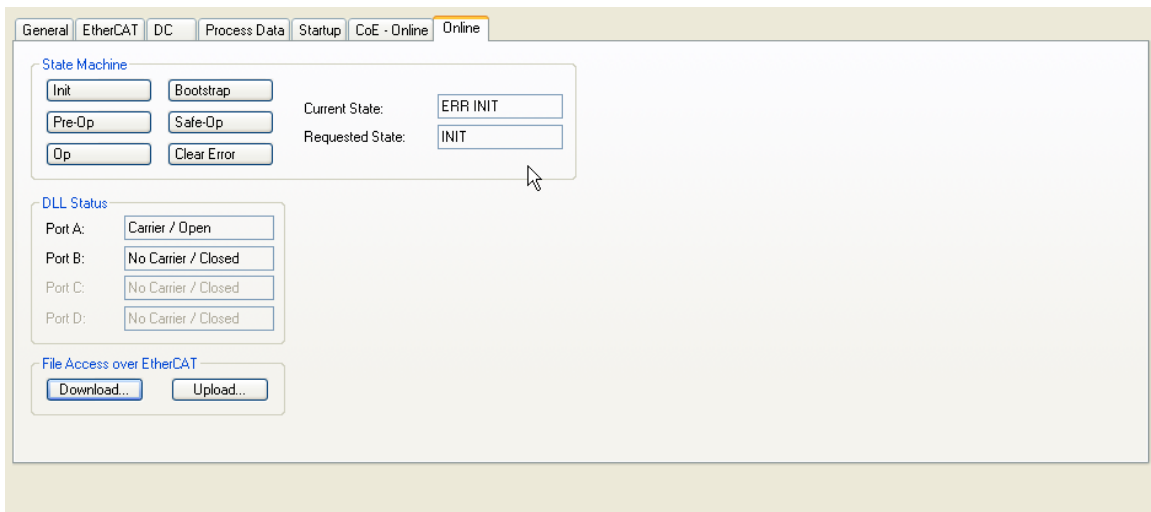 General EtherCAT DC Process Data Startup CoE - Online Online
State Machine
Init Bootstrap
Pre-Op Safe-Op
Op Clear Error
Current State: ERR INIT
Requested State: INIT
DLL Status
Port A: Carrier / Open
Port B: No Carrier / Closed
Port C: No Carrier / Closed
Port D: No Carrier / Closed
File Access over EtherCAT
Download... Upload...